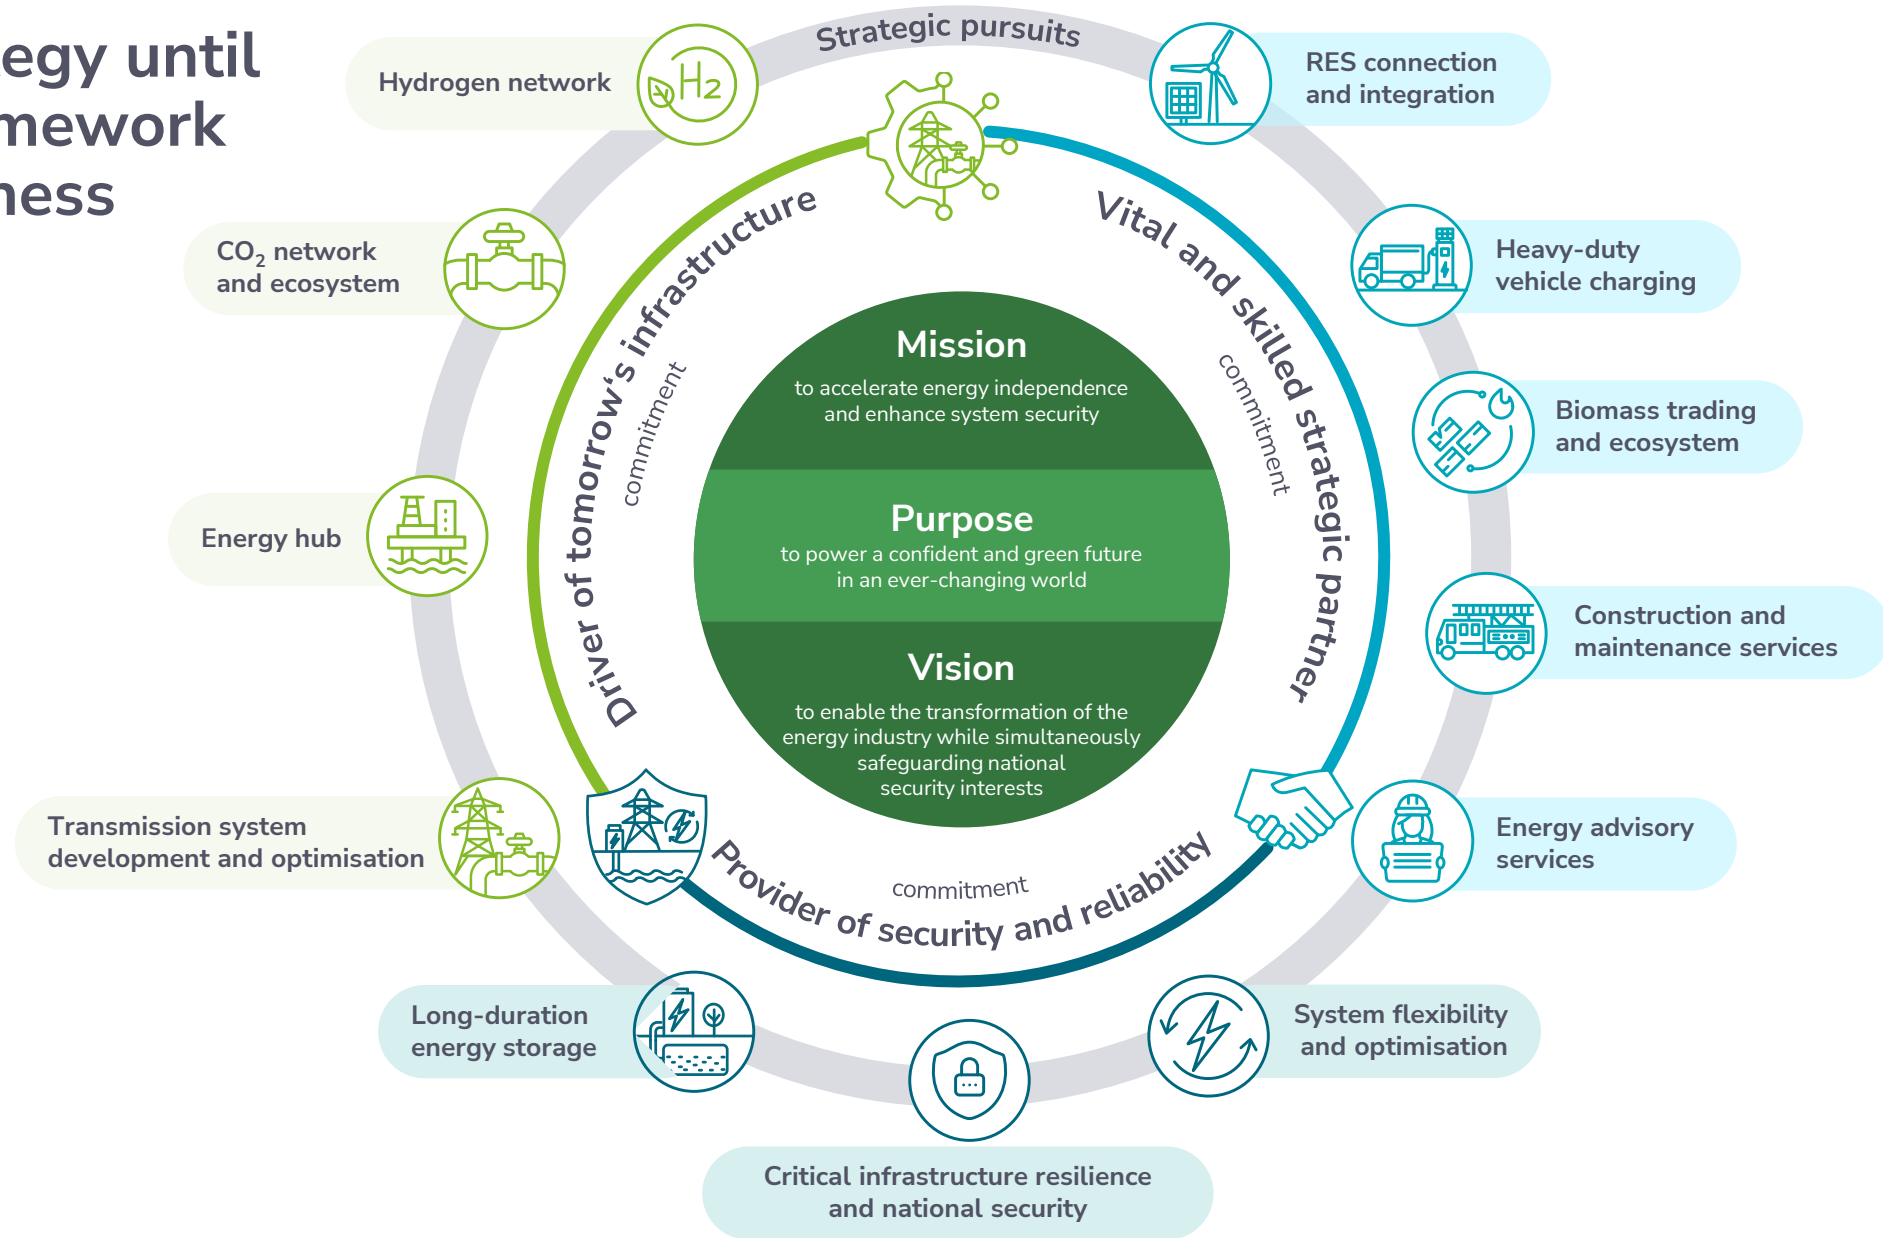 egy until
mework
ness
Strategic pursuits
Hydrogen network
CO₂ network
and ecosystem
Energy hub
Transmission system
development and optimisation
Long-duration
energy storage
Critical infrastructure resilience
and national security
System flexibility
and optimisation
Energy advisory
services
Construction and
maintenance services
Biomass trading
and ecosystem
Heavy-duty
vehicle charging
RES connection
and integration
H2
Driver of tomorrow's infrastructure
commitment
Vital and skilled strategic partner
commitment
Provider of security and reliability
commitment
Mission
to accelerate energy independence
and enhance system security
Purpose
to power a confident and green future
in an ever-changing world
Vision
to enable the transformation of the
energy industry while simultaneously
safeguarding national
security interests